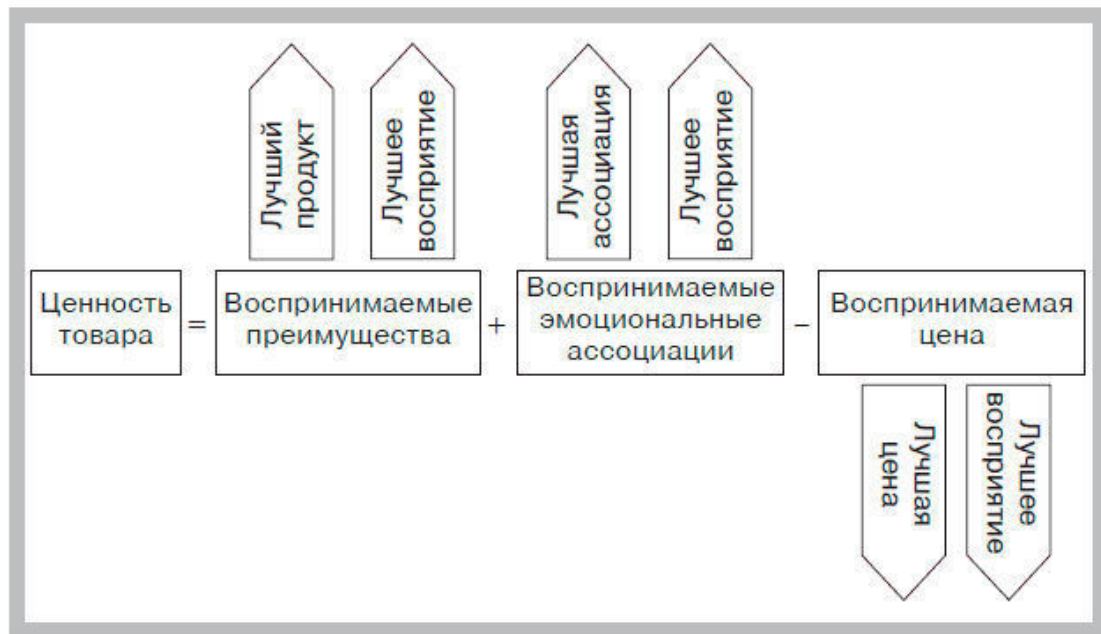 Лучший
продукт
Лучшее
восприятие
Лучшая
ассоциация
Лучшее
восприятие
Ценность
товара
=
Воспринимаемые
преимущества
+
Воспринимаемые
эмоциональные
ассоциации
–
Воспринимаемая
цена
Лучшая
цена
Лучшее
восприятие